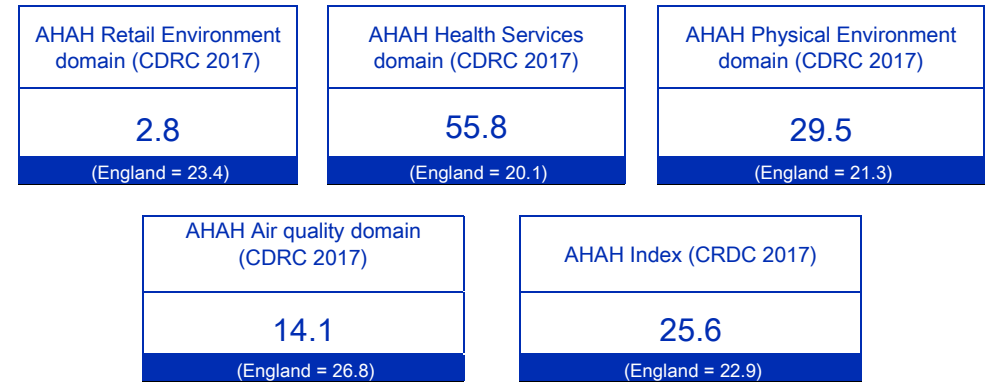 AHAH Retail Environment
domain (CDRC 2017)
2.8
(England = 23.4)
AHAH Health Services
domain (CDRC 2017)
55.8
(England = 20.1)
AHAH Physical Environment
domain (CDRC 2017)
29.5
(England = 21.3)
AHAH Air quality domain
(CDRC 2017)
14.1
(England = 26.8)
AHAH Index (CRDC 2017)
25.6
(England = 22.9)